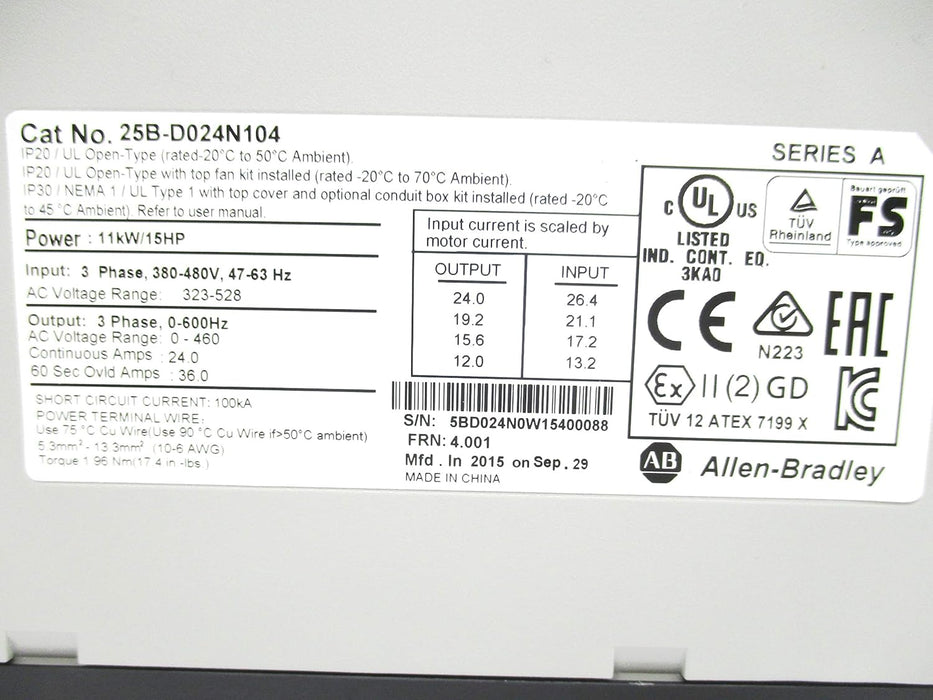 Cat No. 25B-D024N104
IP20 / UL Open-Type (rated-20°C to 50°C Ambient).
IP20 / UL Open-Type with top fan kit installed (rated -20°C to 70°C Ambient).
IP30 / NEMA 1 / UL Type 1 with top cover and optional conduit box kit installed (rated -20°C
to 45 °C Ambient). Refer to user manual.
SERIES A
Power : 11kW/15HP
Input: 3 Phase, 380-480V, 47-63 Hz
AC Voltage Range: 323-528
Output: 3 Phase, 0-600Hz
AC Voltage Range: 0 - 460
Continuous Amps : 24.0
60 Sec Ovld Amps : 36.0
SHORT CIRCUIT CURRENT: 100kA
POWER TERMINAL WIRE:
Use 75 °C Cu Wire(Use 90 °C Cu Wire if>50°C ambient)
5.3mm² - 13.3mm² (10-6 AWG)
Torque 1.96 Nm(17.4 in.-lbs.)
Input current is scaled by
motor current.
OUTPUT INPUT
24.0 26.4
19.2 21.1
15.6 17.2
12.0 13.2
S/N: 5BD024N0W15400088
FRN: 4.001
Mfd . In 2015 on Sep . 29
MADE IN CHINA
C UL US
LISTED
IND. CONT. EQ.
3KA0
TÜV
Rheinland
Bauart geprüft
FS
Type approved
CE
N223
EAC
Ex II (2) GD
TÜV 12 ATEX 7199 X
KC
AB Allen-Bradley